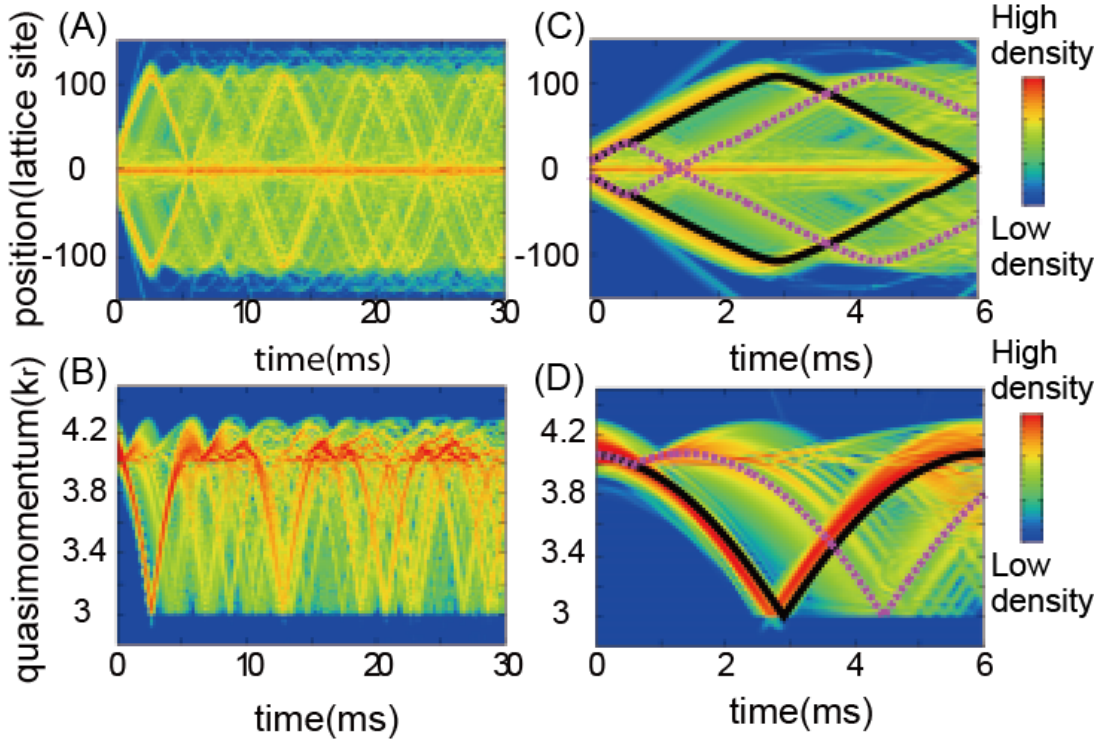 (A)
position(lattice site)
100
0
-100
0 10 20 30
time(ms)
(C)
100
0
-100
0 2 4 6
time(ms)
High
density
Low
density
(B)
quasimomentum(kr)
4.2
3.8
3.4
3
0 10 20 30
time(ms)
(D)
4.2
3.8
3.4
3
0 2 4 6
time(ms)
High
density
Low
density